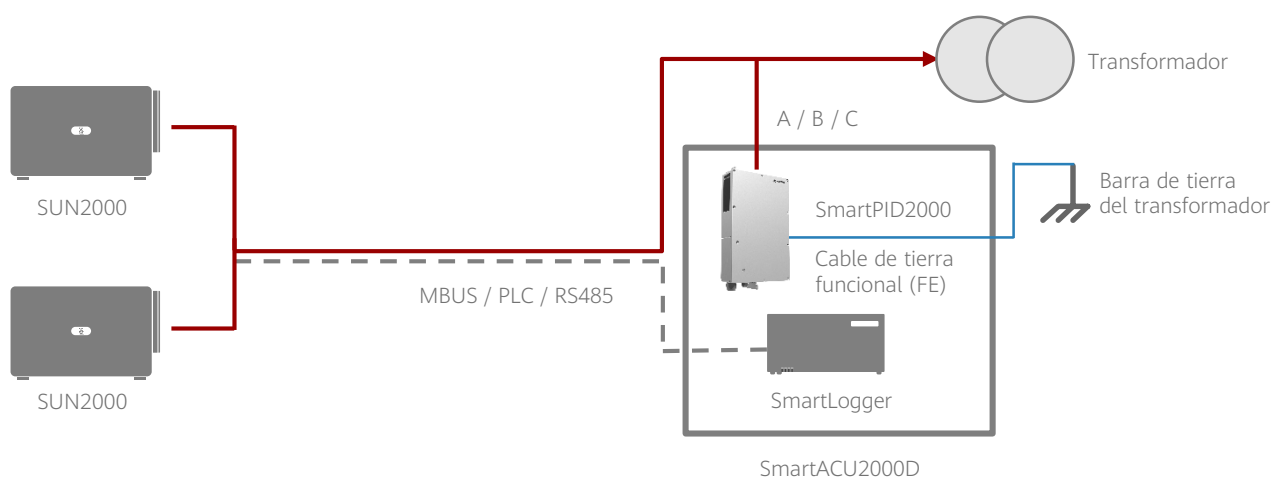 Transformador
A / B / C
SUN2000
SmartPID2000
Barra de tierra
del transformador
Cable de tierra
funcional (FE)
MBUS / PLC / RS485
SUN2000
SmartLogger
SmartACU2000D